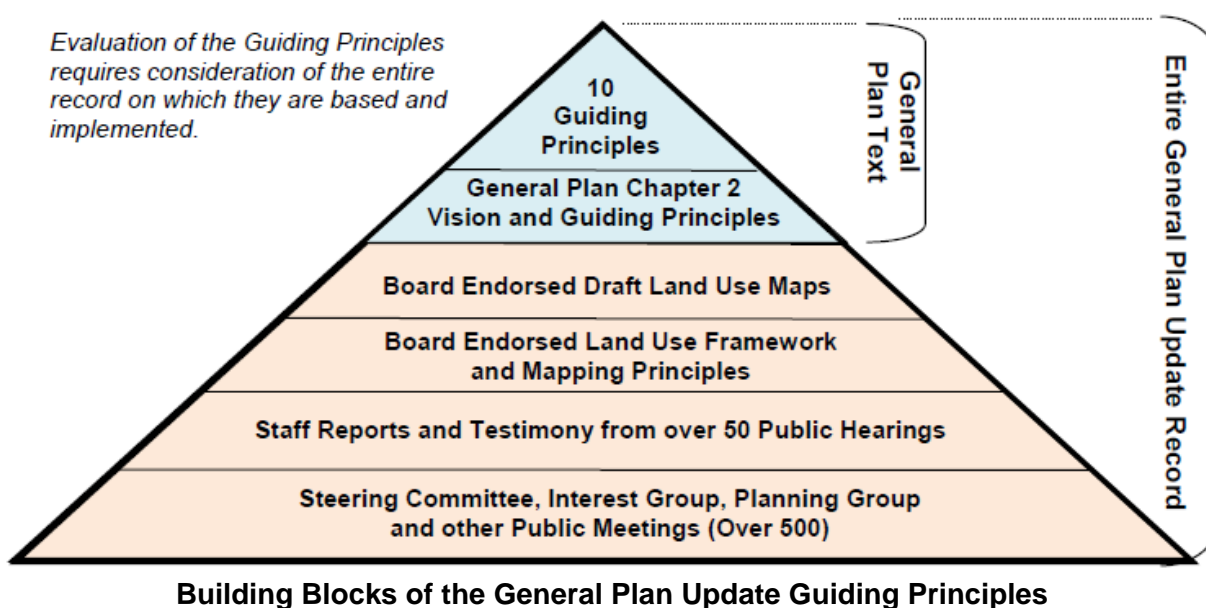 Evaluation of the Guiding Principles
requires consideration of the entire
record on which they are based and
implemented.
10
Guiding
Principles
General Plan Chapter 2
Vision and Guiding Principles
Board Endorsed Draft Land Use Maps
Board Endorsed Land Use Framework
and Mapping Principles
Staff Reports and Testimony from over 50 Public Hearings
Steering Committee, Interest Group, Planning Group
and other Public Meetings (Over 500)
General
Plan Text
Entire General Plan Update Record
Building Blocks of the General Plan Update Guiding Principles